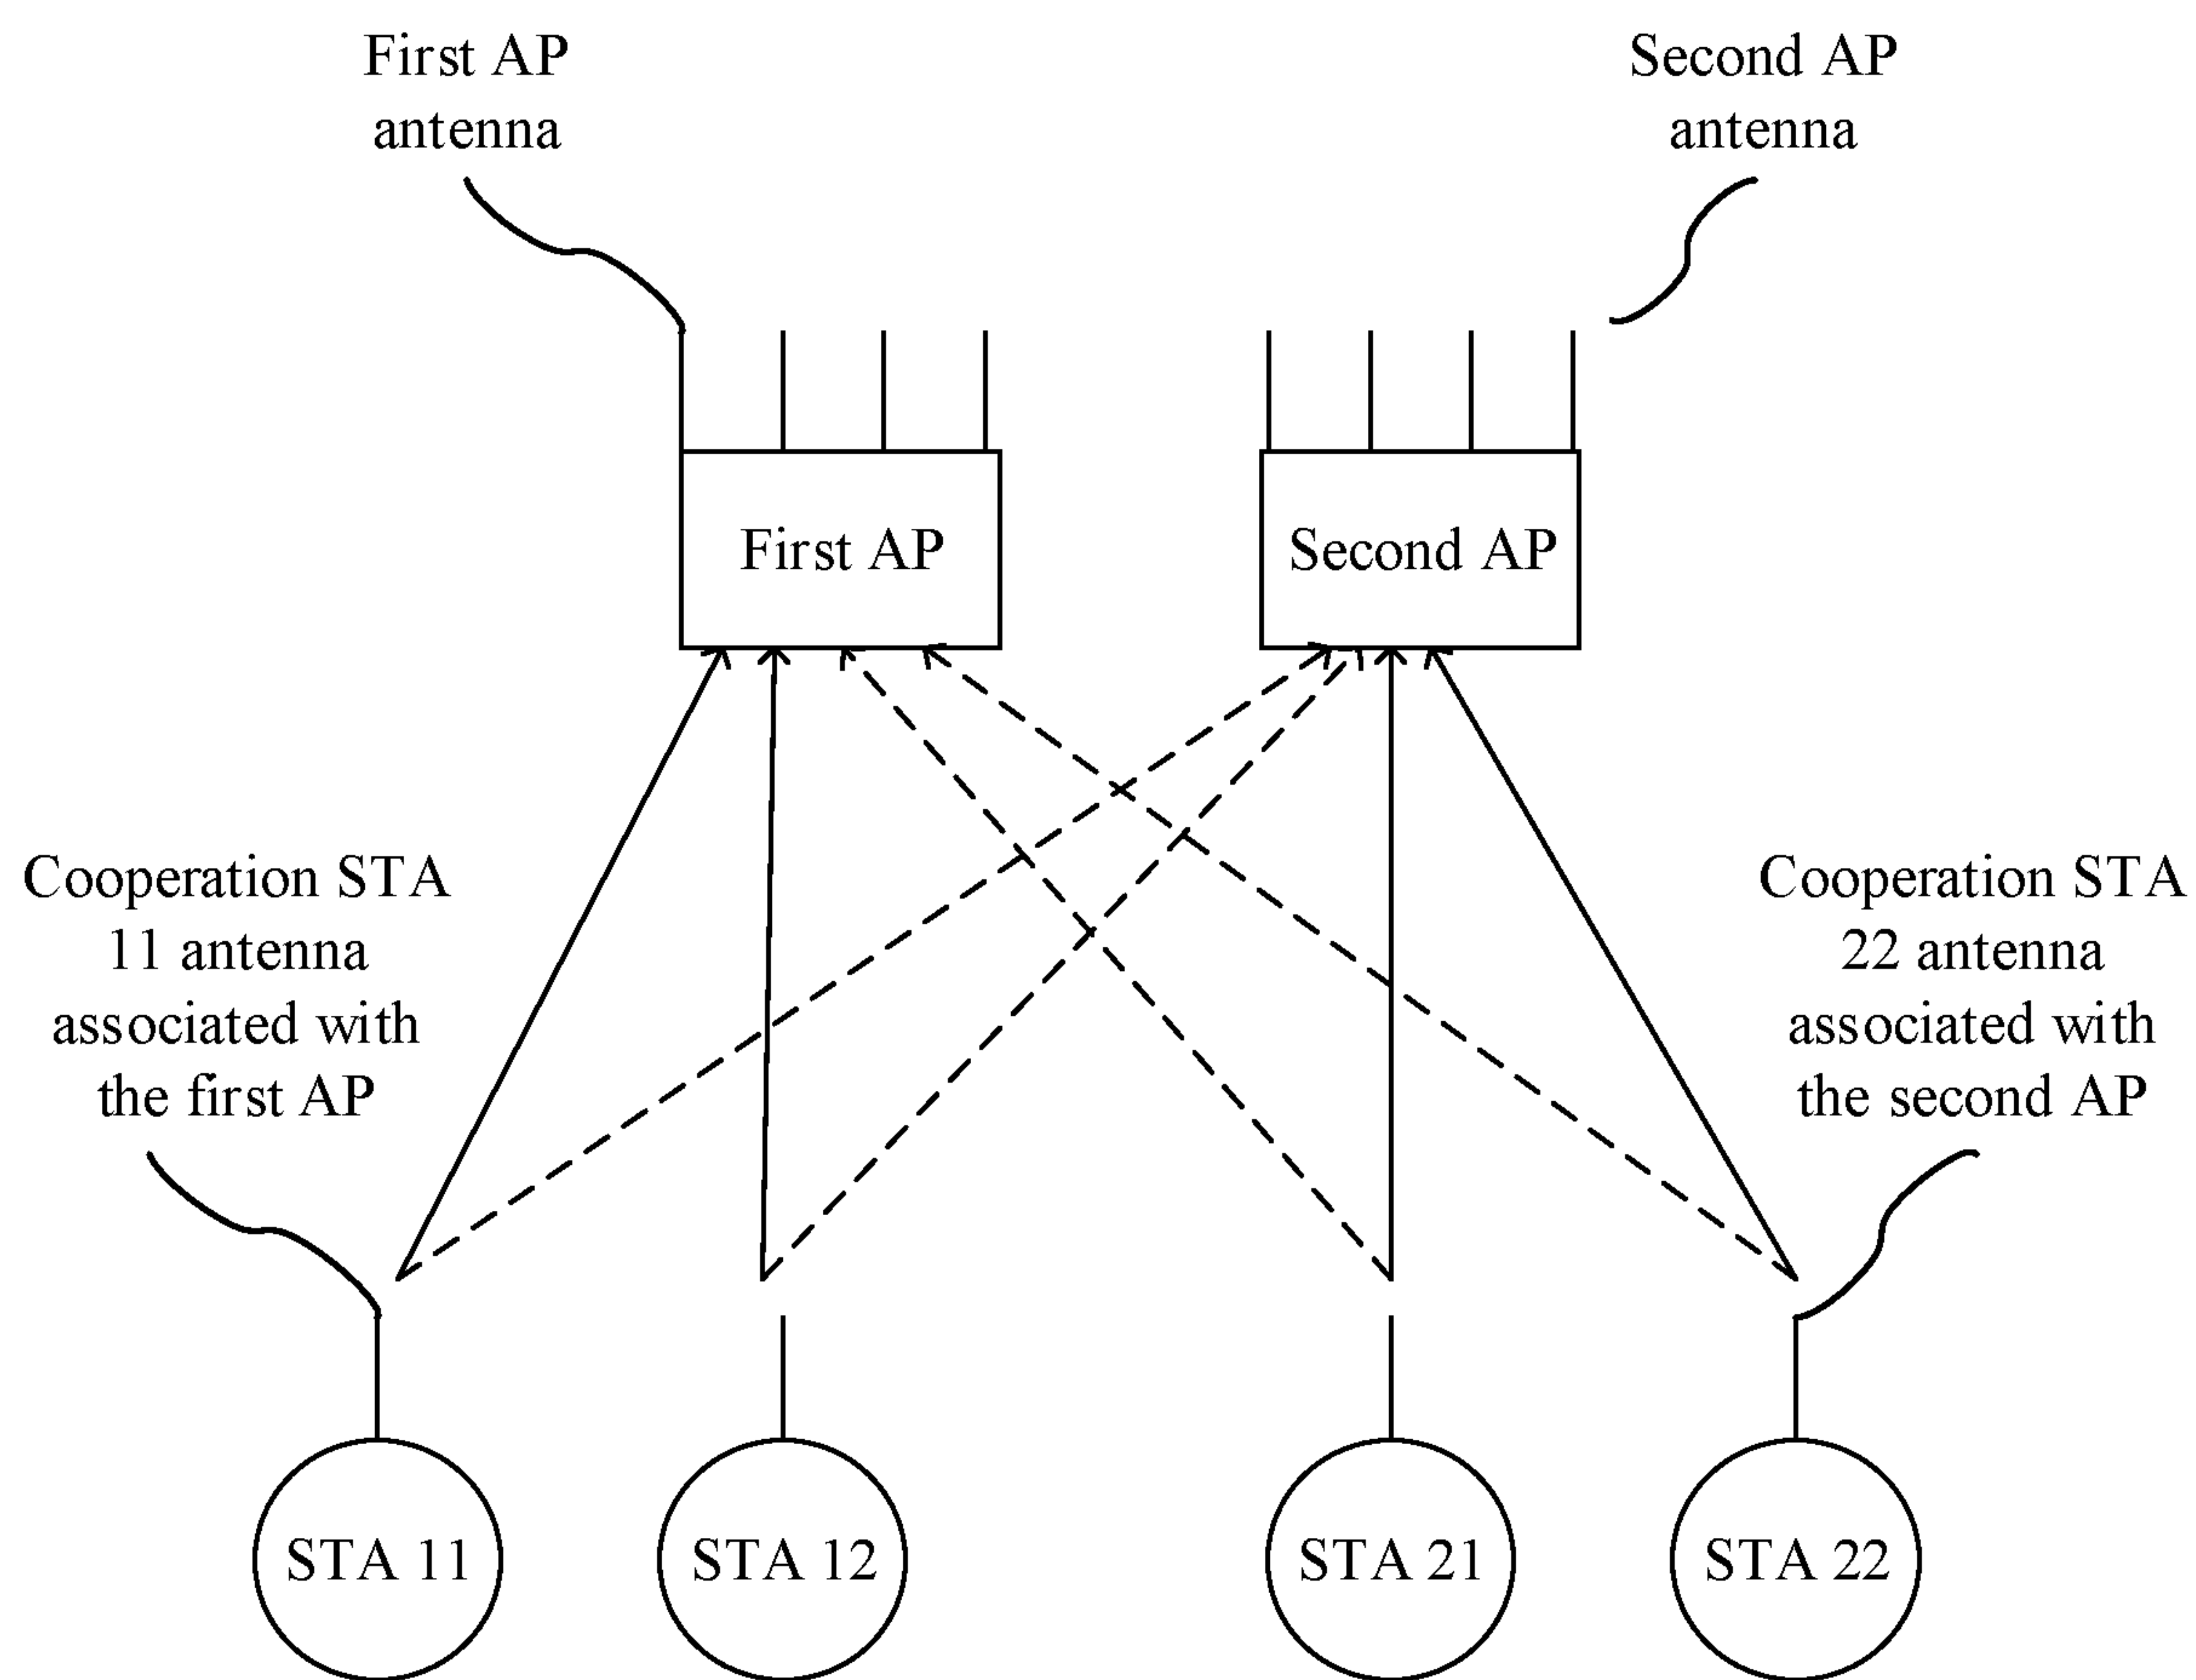 First AP
antenna
Second AP
antenna
First AP
Second AP
Cooperation STA
11 antenna
associated with
the first AP
Cooperation STA
22 antenna
associated with
the second AP
STA 11
STA 12
STA 21
STA 22